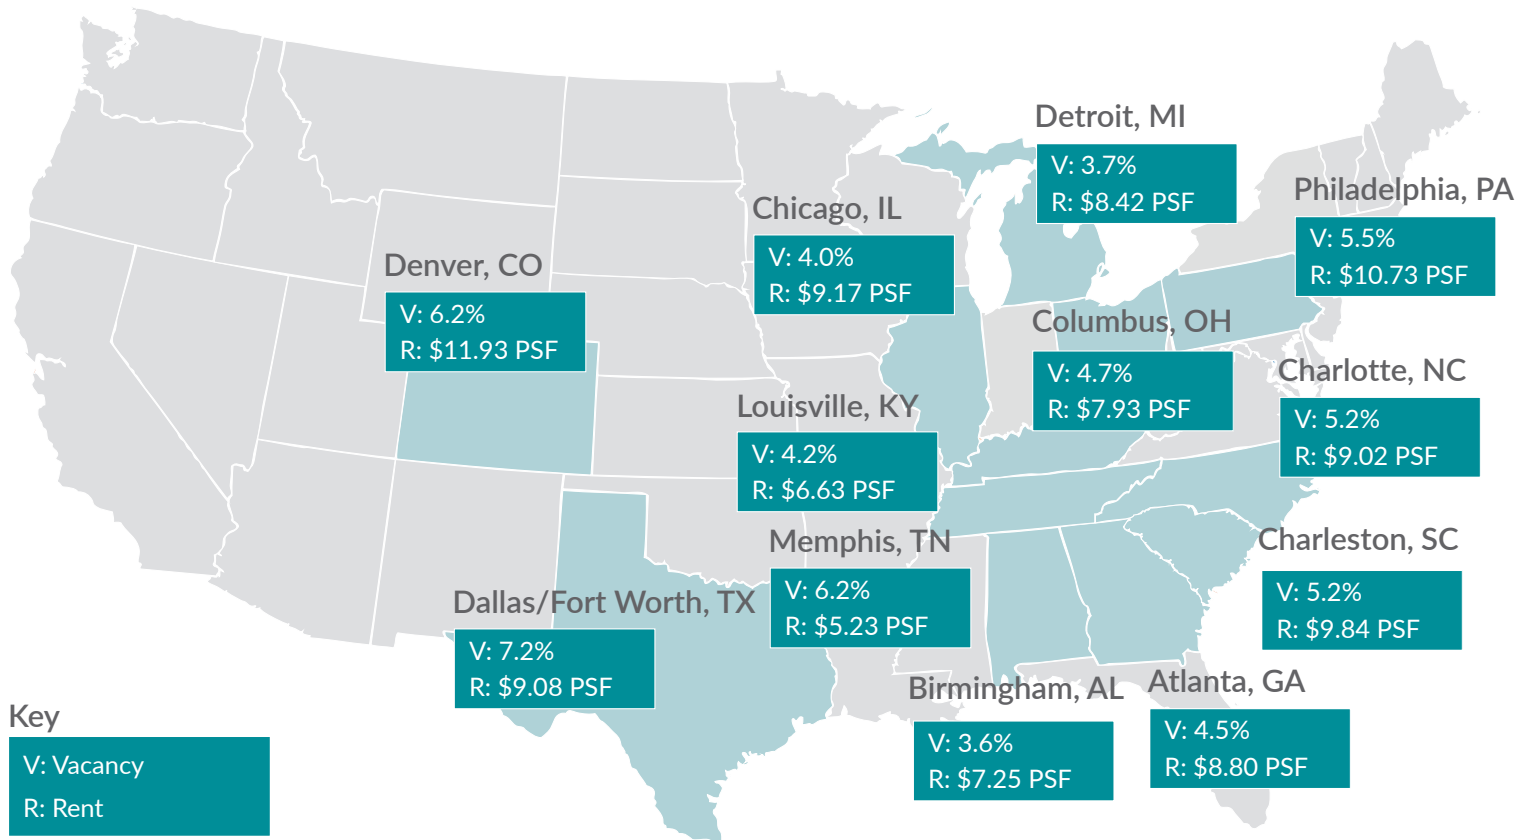 Detroit, MI
V: 3.7%
R: $8.42 PSF
Philadelphia, PA
V: 5.5%
R: $10.73 PSF
Chicago, IL
V: 4.0%
R: $9.17 PSF
Denver, CO
V: 6.2%
R: $11.93 PSF
Columbus, OH
V: 4.7%
R: $7.93 PSF
Charlotte, NC
V: 5.2%
R: $9.02 PSF
Louisville, KY
V: 4.2%
R: $6.63 PSF
Memphis, TN
V: 6.2%
R: $5.23 PSF
Charleston, SC
V: 5.2%
R: $9.84 PSF
Dallas/Fort Worth, TX
V: 7.2%
R: $9.08 PSF
Birmingham, AL
V: 3.6%
R: $7.25 PSF
Atlanta, GA
V: 4.5%
R: $8.80 PSF
Key
V: Vacancy
R: Rent